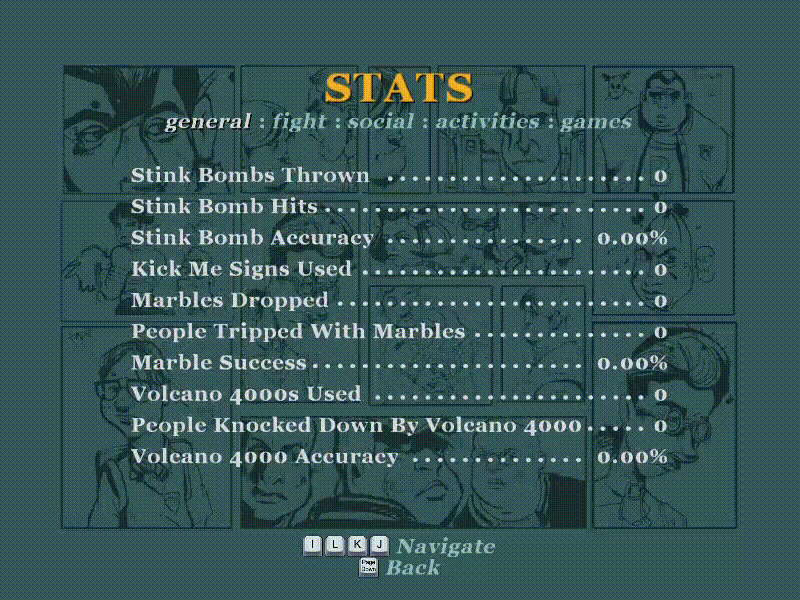 STATS
general : fight : social : activities : games
Stink Bombs Thrown ..................... 0
Stink Bomb Hits .......................... 0
Stink Bomb Accuracy ................ 0.00%
Kick Me Signs Used ....................... 0
Marbles Dropped ......................... 0
People Tripped With Marbles .............. 0
Marble Success ...................... 0.00%
Volcano 4000s Used ...................... 0
People Knocked Down By Volcano 4000 ..... 0
Volcano 4000 Accuracy .............. 0.00%
I L K J Navigate
Page Down Back